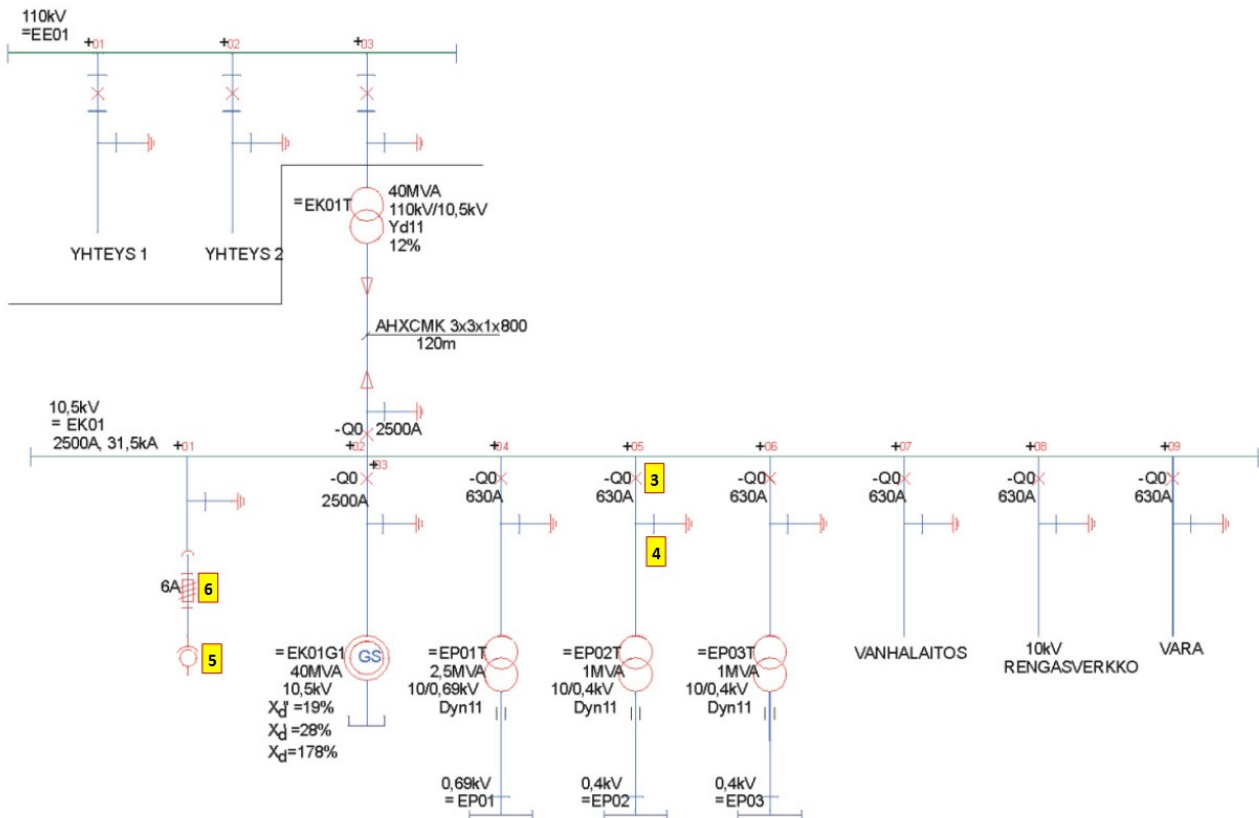 110kV
=EE01
+01
+02
+03
=EK01T
40MVA
110kV/10,5kV
Yd11
12%
YHTEYS 1
YHTEYS 2
AHXCMK 3x3x1x800
120m
10,5kV
= EK01
2500A, 31,5kA
-Q0 2500A
+01
+02
+03
+04
+05
+06
+07
+08
+09
-Q0
2500A
-Q0
630A
-Q0
630A
3
-Q0
630A
-Q0
630A
-Q0
630A
-Q0
630A
4
6A
6
5
=EK01G1
40MVA
10,5kV
Xd"=19%
Xd'=28%
Xd=178%
GS
=EP01T
2,5MVA
10/0,69kV
Dyn11
=EP02T
1MVA
10/0,4kV
Dyn11
=EP03T
1MVA
10/0,4kV
Dyn11
VANHALAITOS
10kV
RENGASVERKKO
VARA
0,69kV
=EP01
0,4kV
=EP02
0,4kV
=EP03